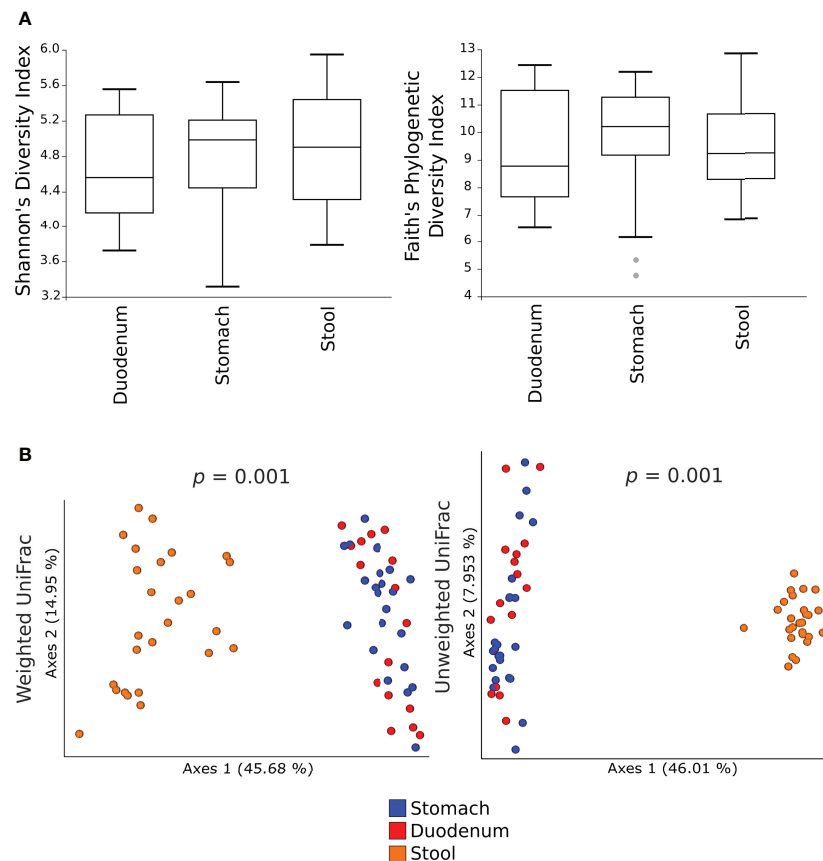 A
Shannon's Diversity Index
6.0
5.6
5.2
4.8
4.4
4.0
3.6
3.2
Duodenum
Stomach
Stool
Faith's Phylogenetic
Diversity Index
13
12
11
10
9
8
7
6
5
4
Duodenum
Stomach
Stool
B
p = 0.001
Weighted UniFrac
Axes 2 (14.95 %)
Axes 1 (45.68 %)
p = 0.001
Unweighted UniFrac
Axes 2 (7.953 %)
Axes 1 (46.01 %)
Stomach
Duodenum
Stool